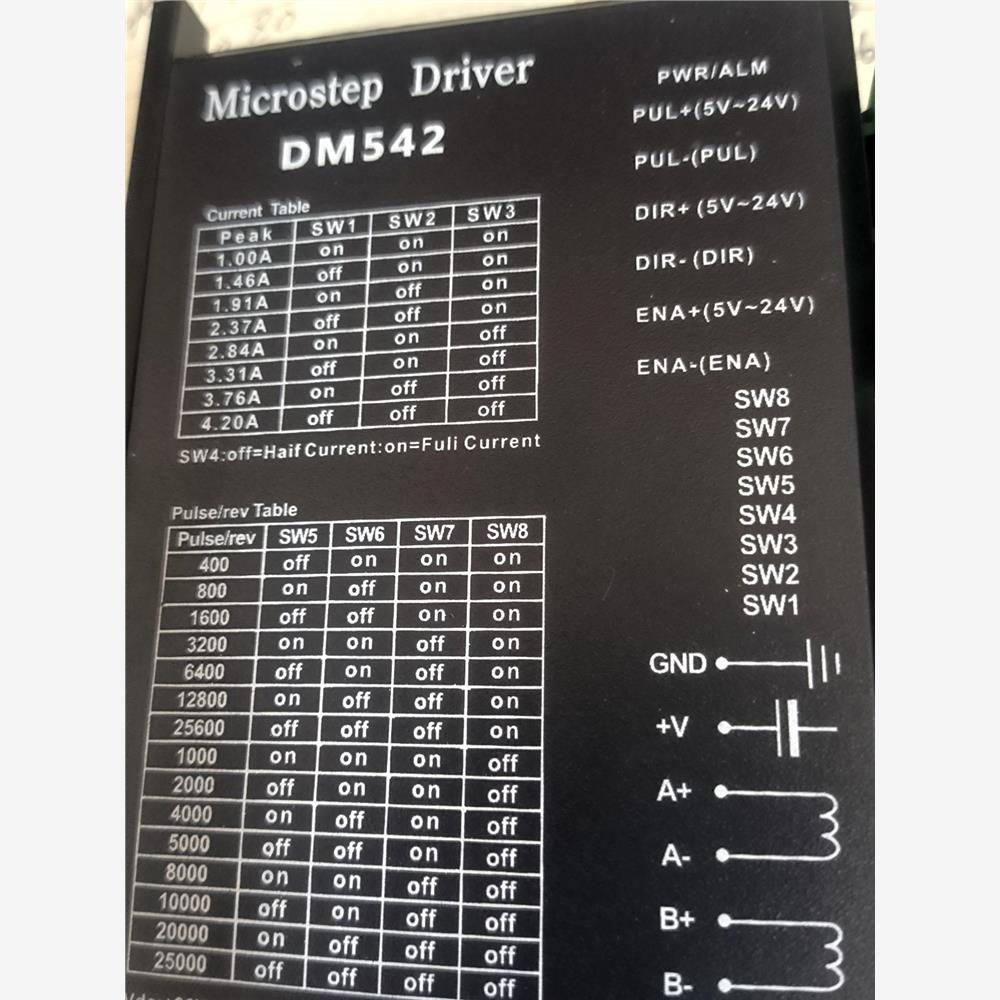 Microstep Driver
DM542
Current Table
Peak SW1 SW2 SW3
1.00A on on on
1.46A off on on
1.91A on off on
2.37A off off on
2.84A on on off
3.31A off on off
3.76A on off off
4.20A off off off
SW4:off=Haif Current:on=Fuli Current
Pulse/rev Table
Pulse/rev SW5 SW6 SW7 SW8
400 off on on on
800 on off on on
1600 off off on on
3200 on on off on
6400 off on off on
12800 on off off on
25600 off off off on
1000 on on on off
2000 off on on off
4000 on off on off
5000 off off on off
8000 on on off off
10000 off on off off
20000 on off off off
25000 off off off off
PWR/ALM
PUL+(5V~24V)
PUL-(PUL)
DIR+ (5V~24V)
DIR- (DIR)
ENA+(5V~24V)
ENA-(ENA)
SW8
SW7
SW6
SW5
SW4
SW3
SW2
SW1
GND
+V
A+
A-
B+
B-